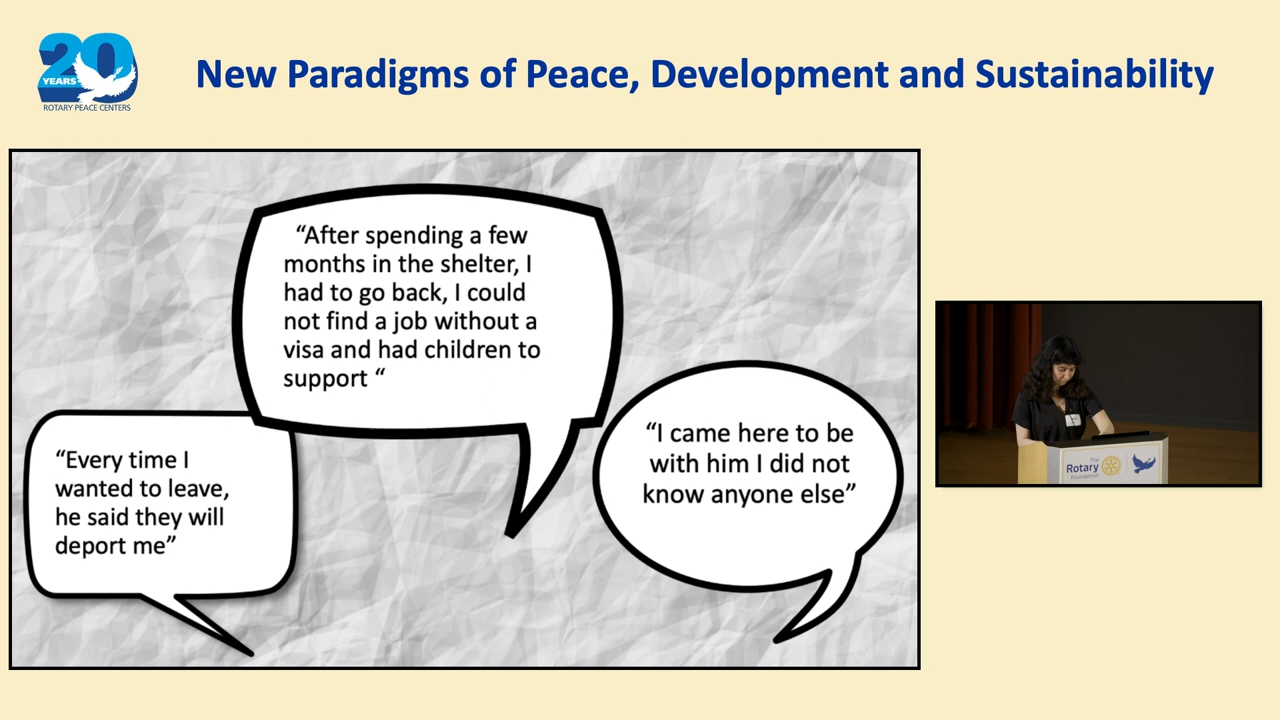 20
YEARS
ROTARY PEACE CENTERS
New Paradigms of Peace, Development and Sustainability
“After spending a few
months in the shelter, I
had to go back, I could
not find a job without a
visa and had children to
support “
“Every time I
wanted to leave,
he said they will
deport me”
“I came here to be
with him I did not
know anyone else”
The
Rotary
Foundation